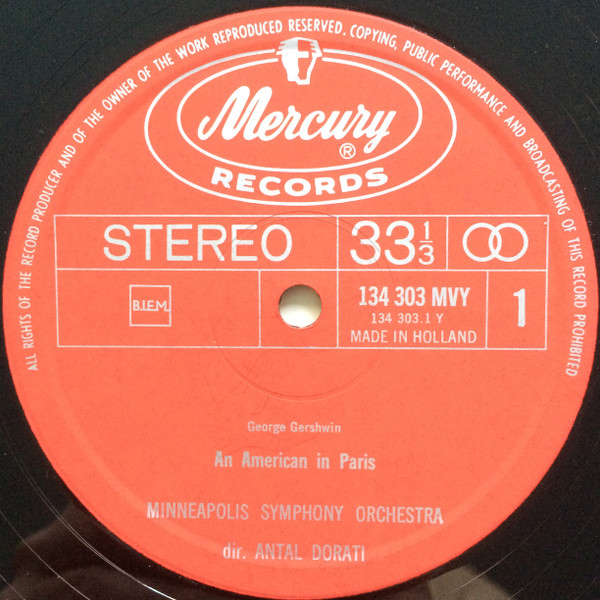 ALL RIGHTS OF THE RECORD PRODUCER AND OF THE OWNER OF THE WORK REPRODUCED RESERVED. COPYING, PUBLIC PERFORMANCE AND BROADCASTING OF THIS RECORD PROHIBITED
Mercury ®
RECORDS
STEREO 33 1/3
B.I.E.M. 134 303 MVY 1
134 303.1 Y
MADE IN HOLLAND
George Gershwin
An American in Paris
MINNEAPOLIS SYMPHONY ORCHESTRA
dir. ANTAL DORATI